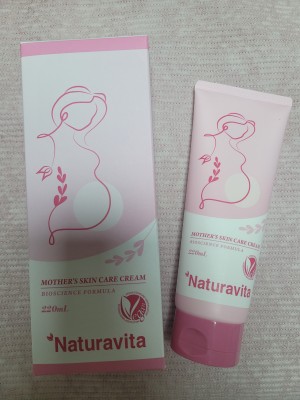 MOTHER'S SKIN CARE CREAM
BIOSCIENCE FORMULA
220ml
Naturavita
MOTHER'S SKIN CARE CREAM
BIOSCIENCE FORMULA
220ml
Naturavita